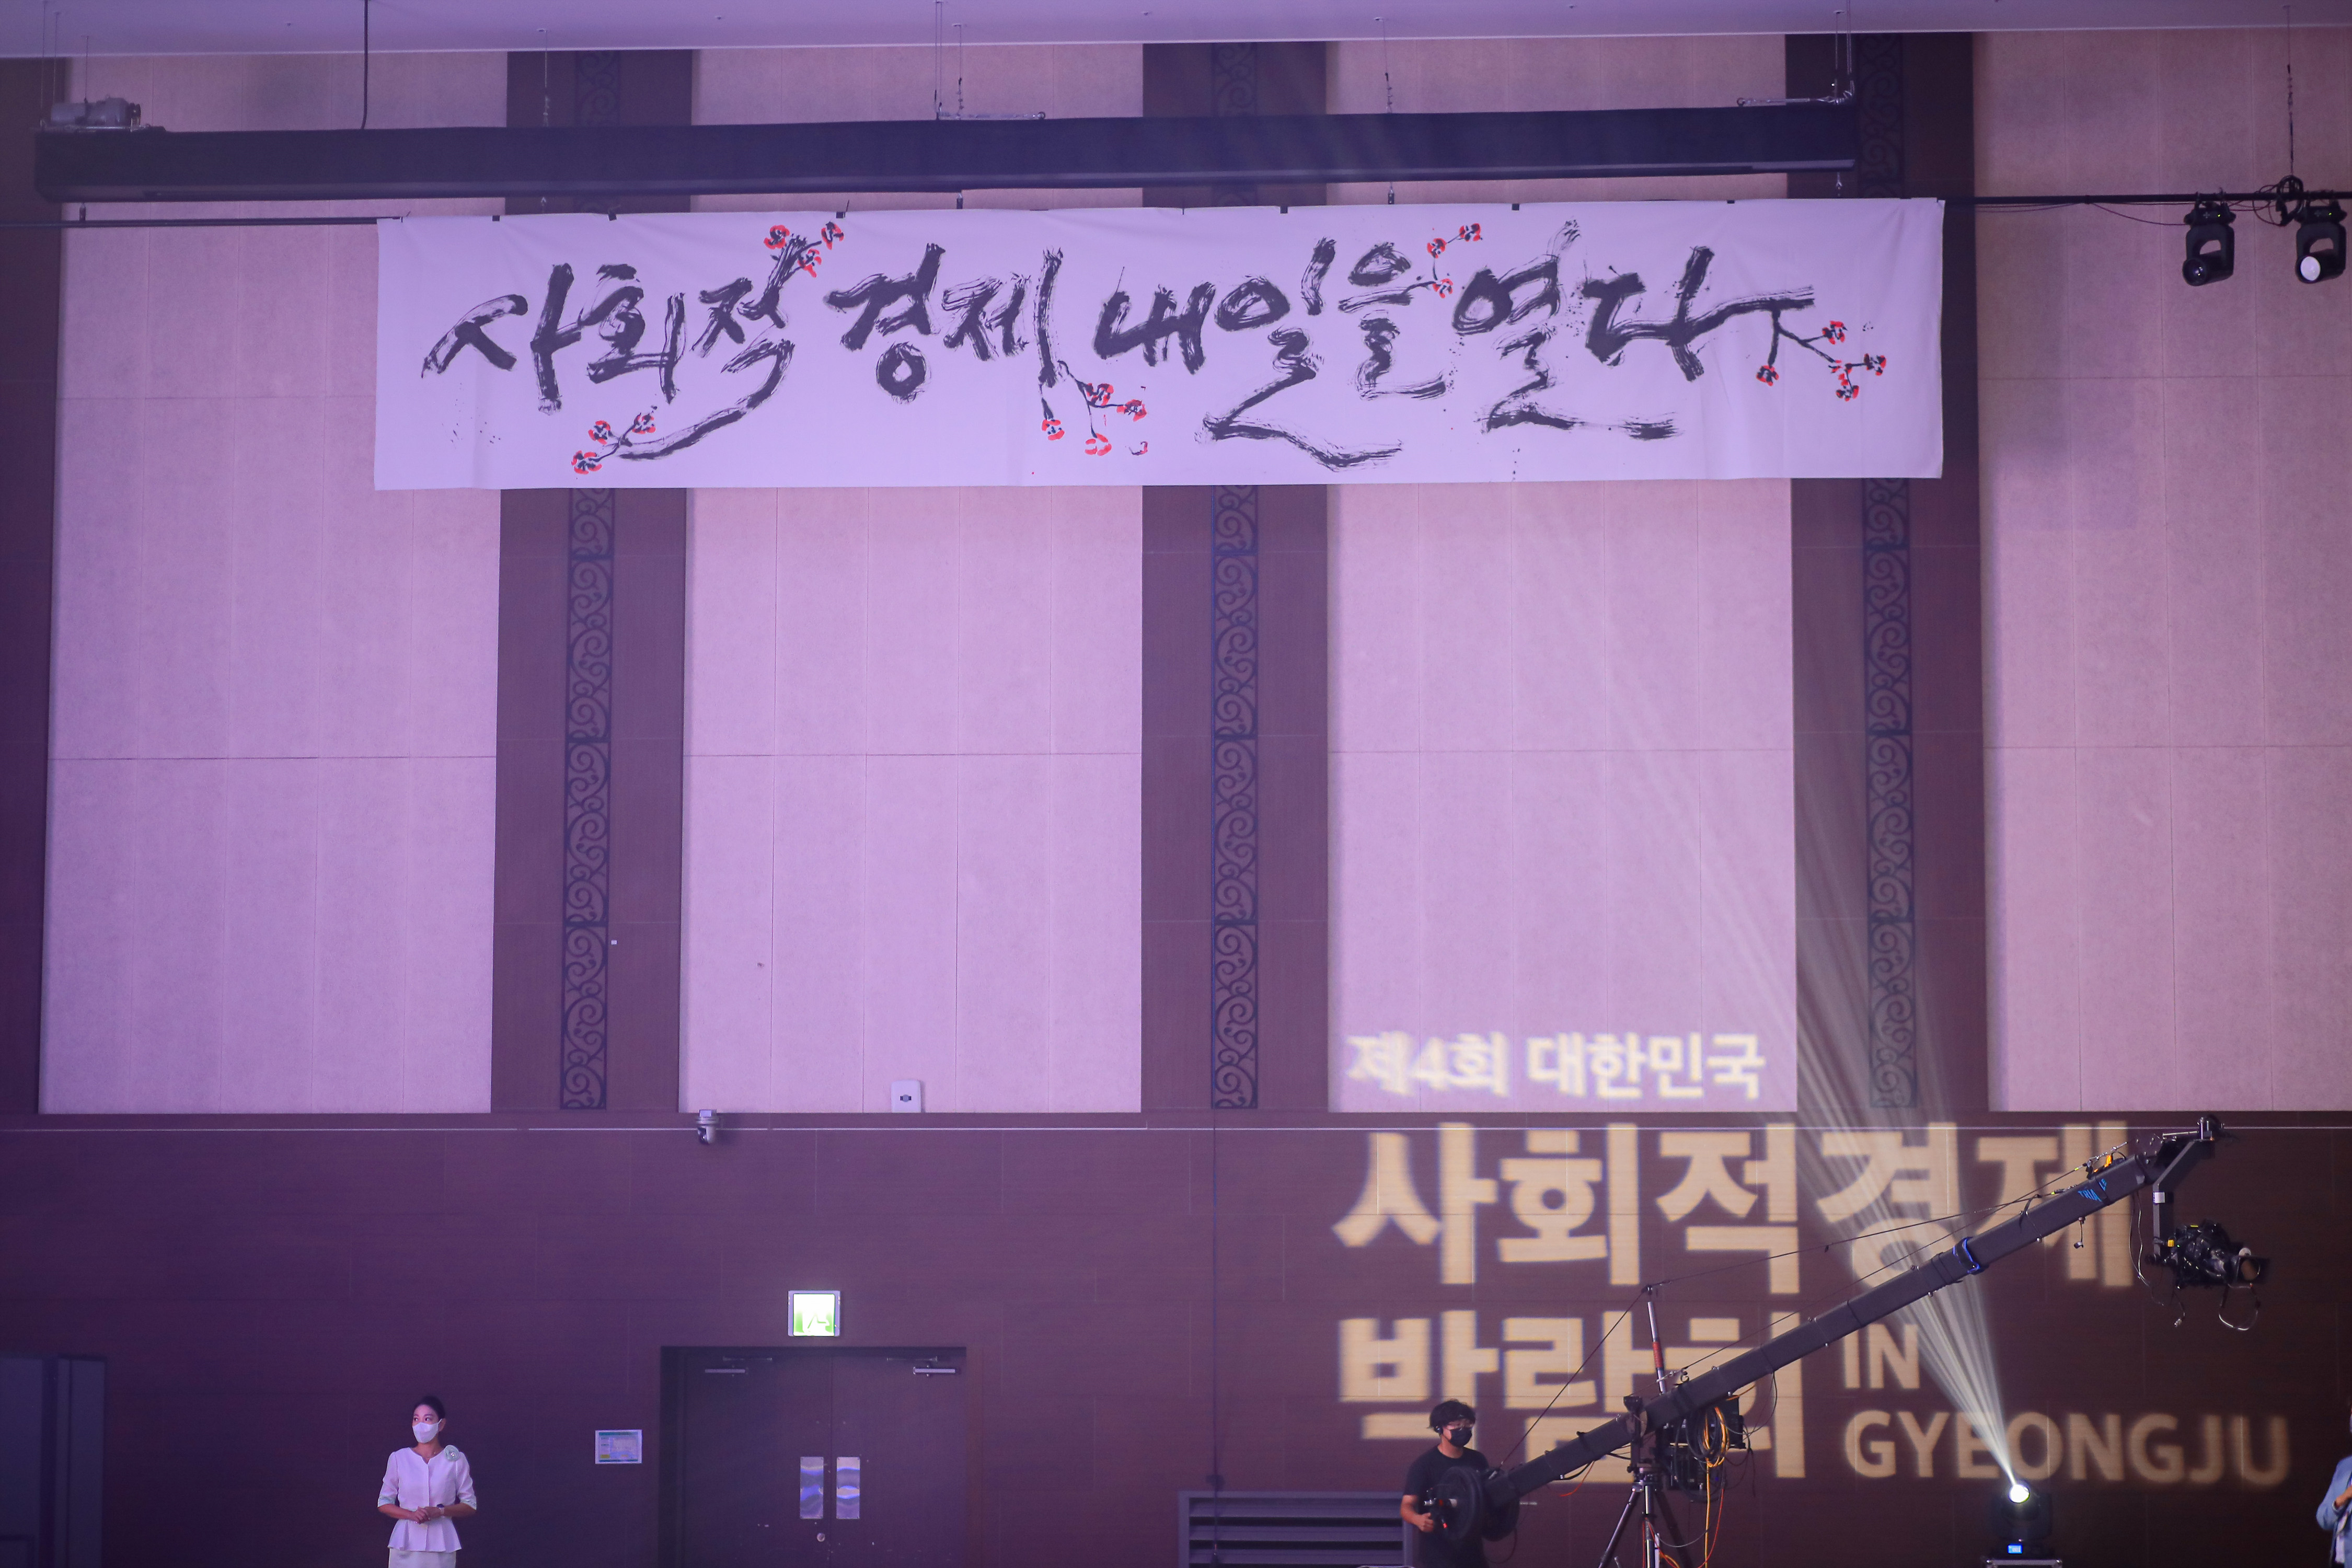 사회적경제 내일을 열다
제4회 대한민국
사회적경제
박람회 IN
GYEONGJU